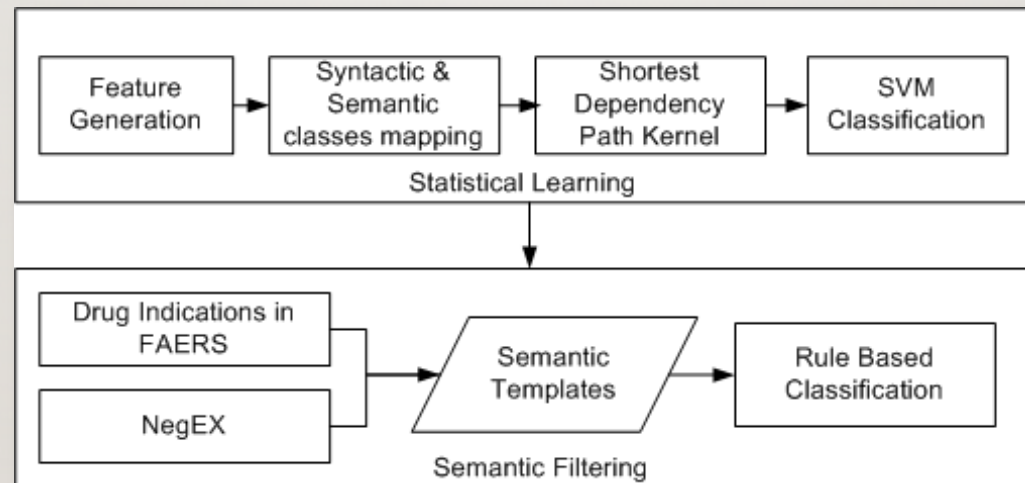 Feature
Generation
Syntactic &
Semantic
classes mapping
Shortest
Dependency
Path Kernel
SVM
Classification
Statistical Learning
Drug Indications in
FAERS
NegEX
Semantic
Templates
Rule Based
Classification
Semantic Filtering